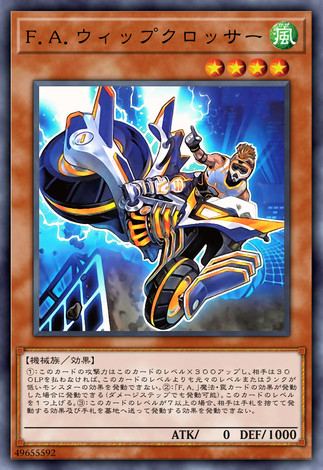 F.A.ウィップクロッサー
風
【機械族／効果】
①:このカードの攻撃力はこのカードのレベル×３００アップし、相手は３０
０LPを払わなければ、このカードのレベルより七元々のレベルまたはランクが
低いモンスターの効果を発動できない。②:「F.A.」魔法・罠カードの効果が発動
した場合に発動できる(ダメージステップでも発動可能)。このカードのレベル
を１つ上げる。③:このカードのレベルが７以上の場合、相手は手札を捨てて発
動する効果及び手札を墓地へ送って発動する効果を発動できない。
ATK/ 0 DEF/1000
49655592